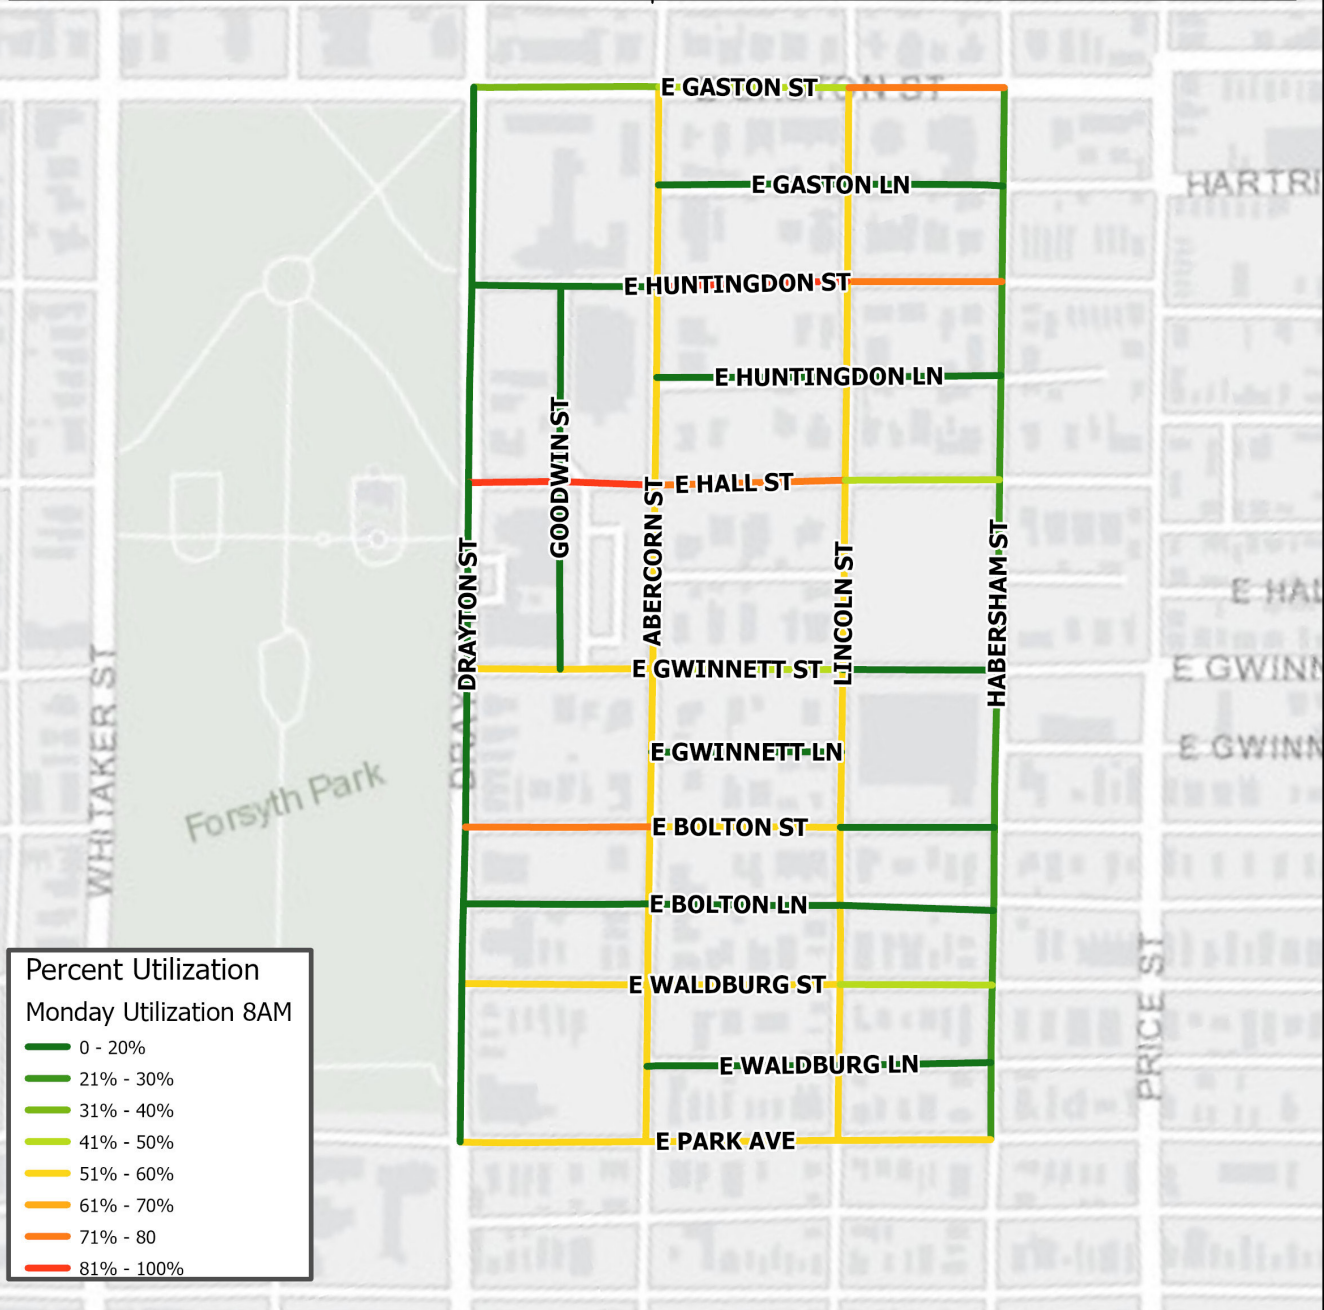 E GASTON ST
E GASTON LN
HARTRI
E HUNTINGDON ST
E HUNTINGDON LN
E HALL ST
GOODWIN ST
ABERCORN ST
DRAYTON ST
LINCOLN ST
HABERSHAM ST
E HAL
E GWINNETT ST
E GWINN
E GWINNETT LN
E GWINN
WHITAKER ST
DRAY
Forsyth Park
E BOLTON ST
E BOLTON LN
E WALDBURG ST
PRICE ST
E WALDBURG LN
E PARK AVE
Percent Utilization
Monday Utilization 8AM
0 - 20%
21% - 30%
31% - 40%
41% - 50%
51% - 60%
61% - 70%
71% - 80
81% - 100%